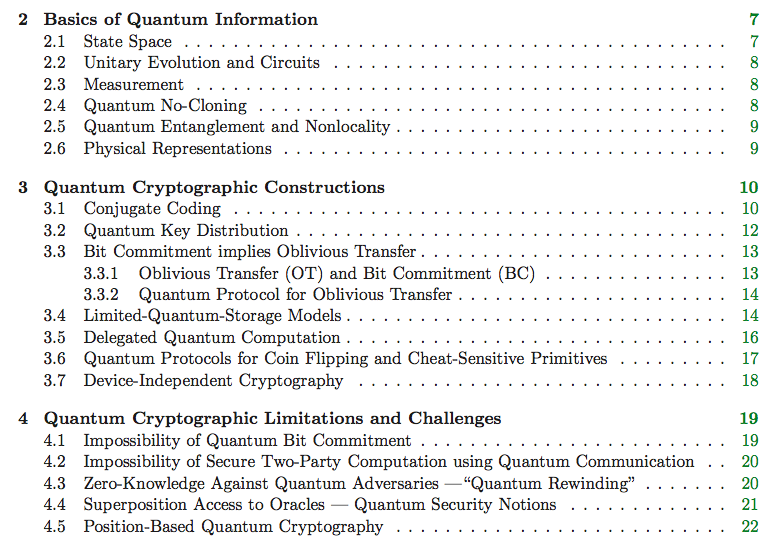 2 Basics of Quantum Information 7
2.1 State Space . . . . . . . . . . . . . . . . . . . . . . . . . . . . . . . . . . . . . . . 7
2.2 Unitary Evolution and Circuits . . . . . . . . . . . . . . . . . . . . . . . . . . . . 8
2.3 Measurement . . . . . . . . . . . . . . . . . . . . . . . . . . . . . . . . . . . . . . 8
2.4 Quantum No-Cloning . . . . . . . . . . . . . . . . . . . . . . . . . . . . . . . . . 8
2.5 Quantum Entanglement and Nonlocality . . . . . . . . . . . . . . . . . . . . . . . 9
2.6 Physical Representations . . . . . . . . . . . . . . . . . . . . . . . . . . . . . . . 9
3 Quantum Cryptographic Constructions 10
3.1 Conjugate Coding . . . . . . . . . . . . . . . . . . . . . . . . . . . . . . . . . . . 10
3.2 Quantum Key Distribution . . . . . . . . . . . . . . . . . . . . . . . . . . . . . . 12
3.3 Bit Commitment implies Oblivious Transfer . . . . . . . . . . . . . . . . . . . . . 13
3.3.1 Oblivious Transfer (OT) and Bit Commitment (BC) . . . . . . . . . . . . 13
3.3.2 Quantum Protocol for Oblivious Transfer . . . . . . . . . . . . . . . . . . 14
3.4 Limited-Quantum-Storage Models . . . . . . . . . . . . . . . . . . . . . . . . . . 14
3.5 Delegated Quantum Computation . . . . . . . . . . . . . . . . . . . . . . . . . . 16
3.6 Quantum Protocols for Coin Flipping and Cheat-Sensitive Primitives . . . . . . . 17
3.7 Device-Independent Cryptography . . . . . . . . . . . . . . . . . . . . . . . . . . 18
4 Quantum Cryptographic Limitations and Challenges 19
4.1 Impossibility of Quantum Bit Commitment . . . . . . . . . . . . . . . . . . . . . 19
4.2 Impossibility of Secure Two-Party Computation using Quantum Communication . . 20
4.3 Zero-Knowledge Against Quantum Adversaries —“Quantum Rewinding” . . . . . . . 20
4.4 Superposition Access to Oracles — Quantum Security Notions . . . . . . . . . . . 21
4.5 Position-Based Quantum Cryptography . . . . . . . . . . . . . . . . . . . . . . . 22